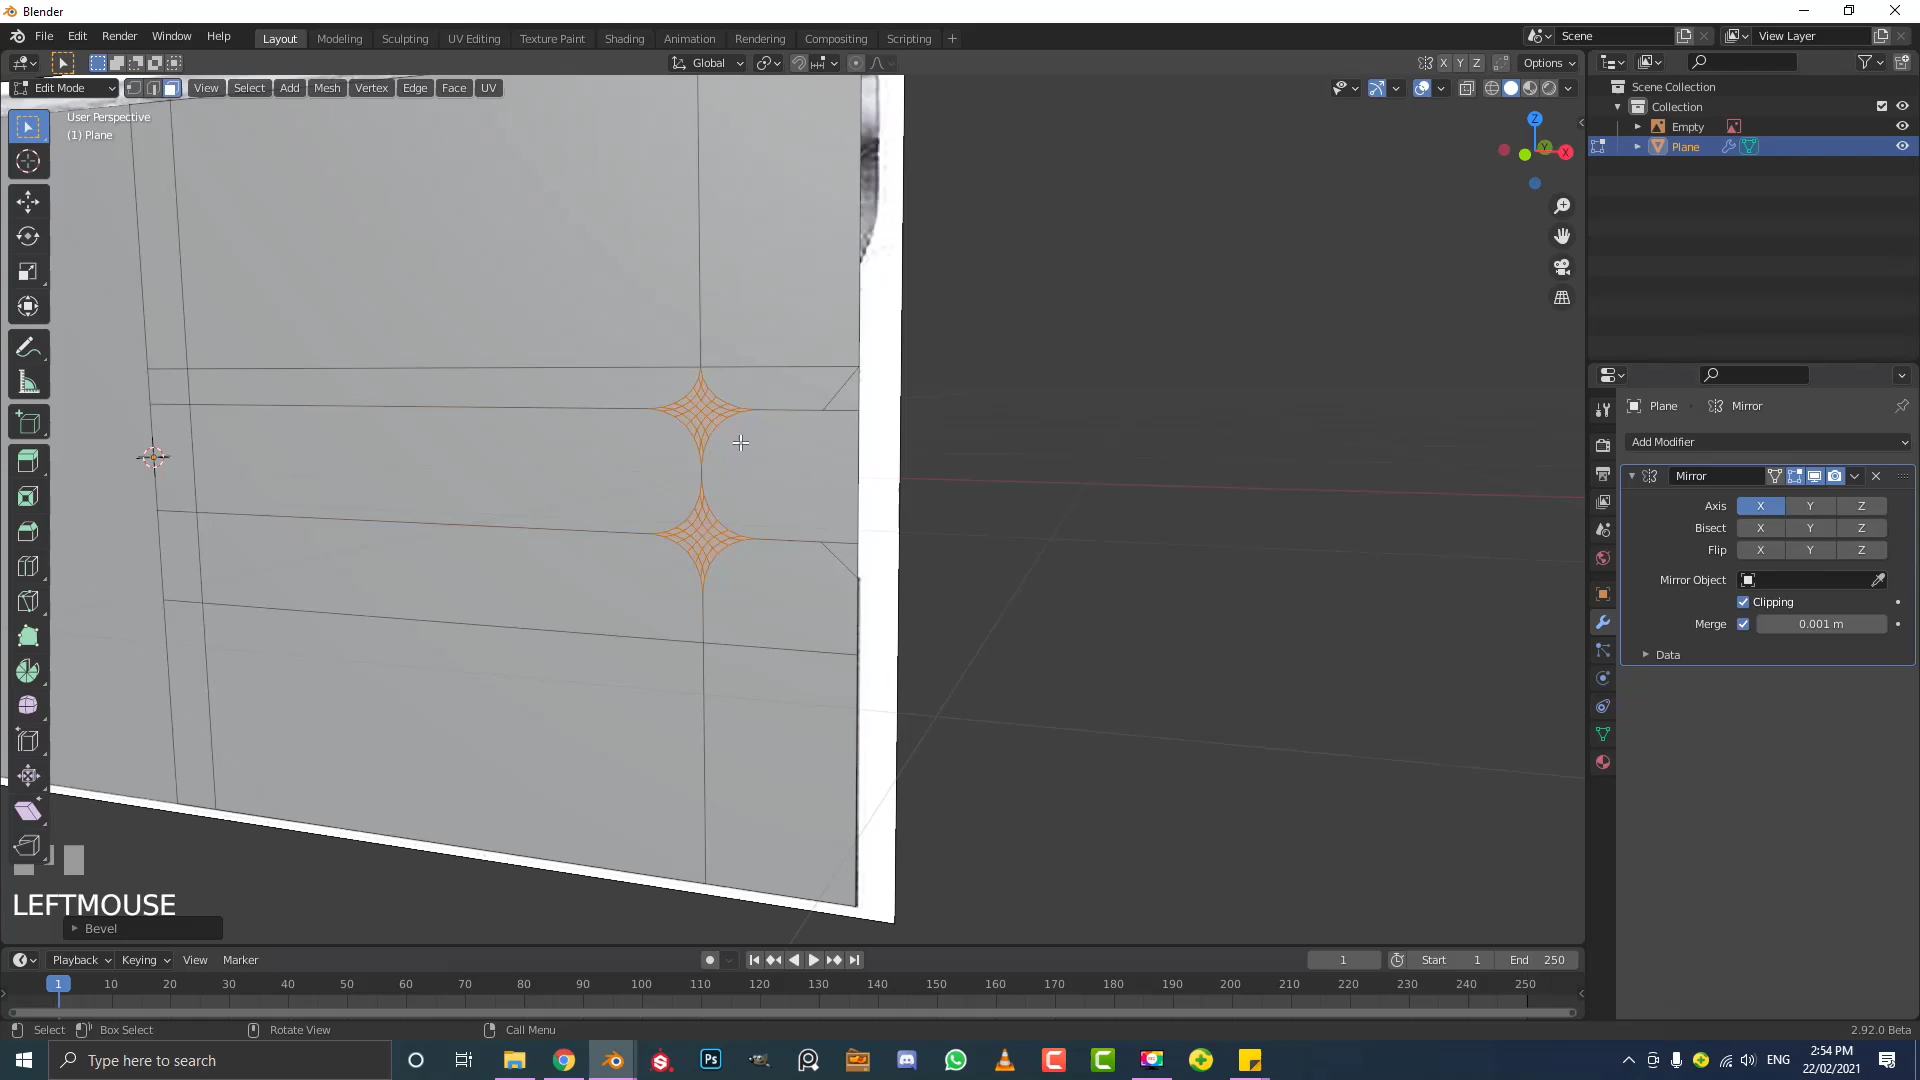 Blender
File Edit Render Window Help
Layout Modeling Sculpting UV Editing Texture Paint Shading Animation Rendering Compositing Scripting
Scene View Layer
Global X Y Z Options
Edit Mode View Select Add Mesh Vertex Edge Face UV
User Perspective
(1) Plane
Z
Y
X
Scene Collection
Collection
Empty
Plane
Plane Mirror
Add Modifier
Mirror
Axis X Y Z
Bisect X Y Z
Flip X Y Z
Mirror Object
Clipping
Merge 0.001 m
Data
LEFTMOUSE
Bevel
Playback Keying View Marker 1 Start 1 End 250
1 10 20 30 40 50 60 70 80 90 100 110 120 130 140 150 160 170 180 190 200 210 220 230 240 250
Select Box Select Rotate View Call Menu 2.92.0 Beta
Type here to search Ps ENG 2:54 PM
22/02/2021